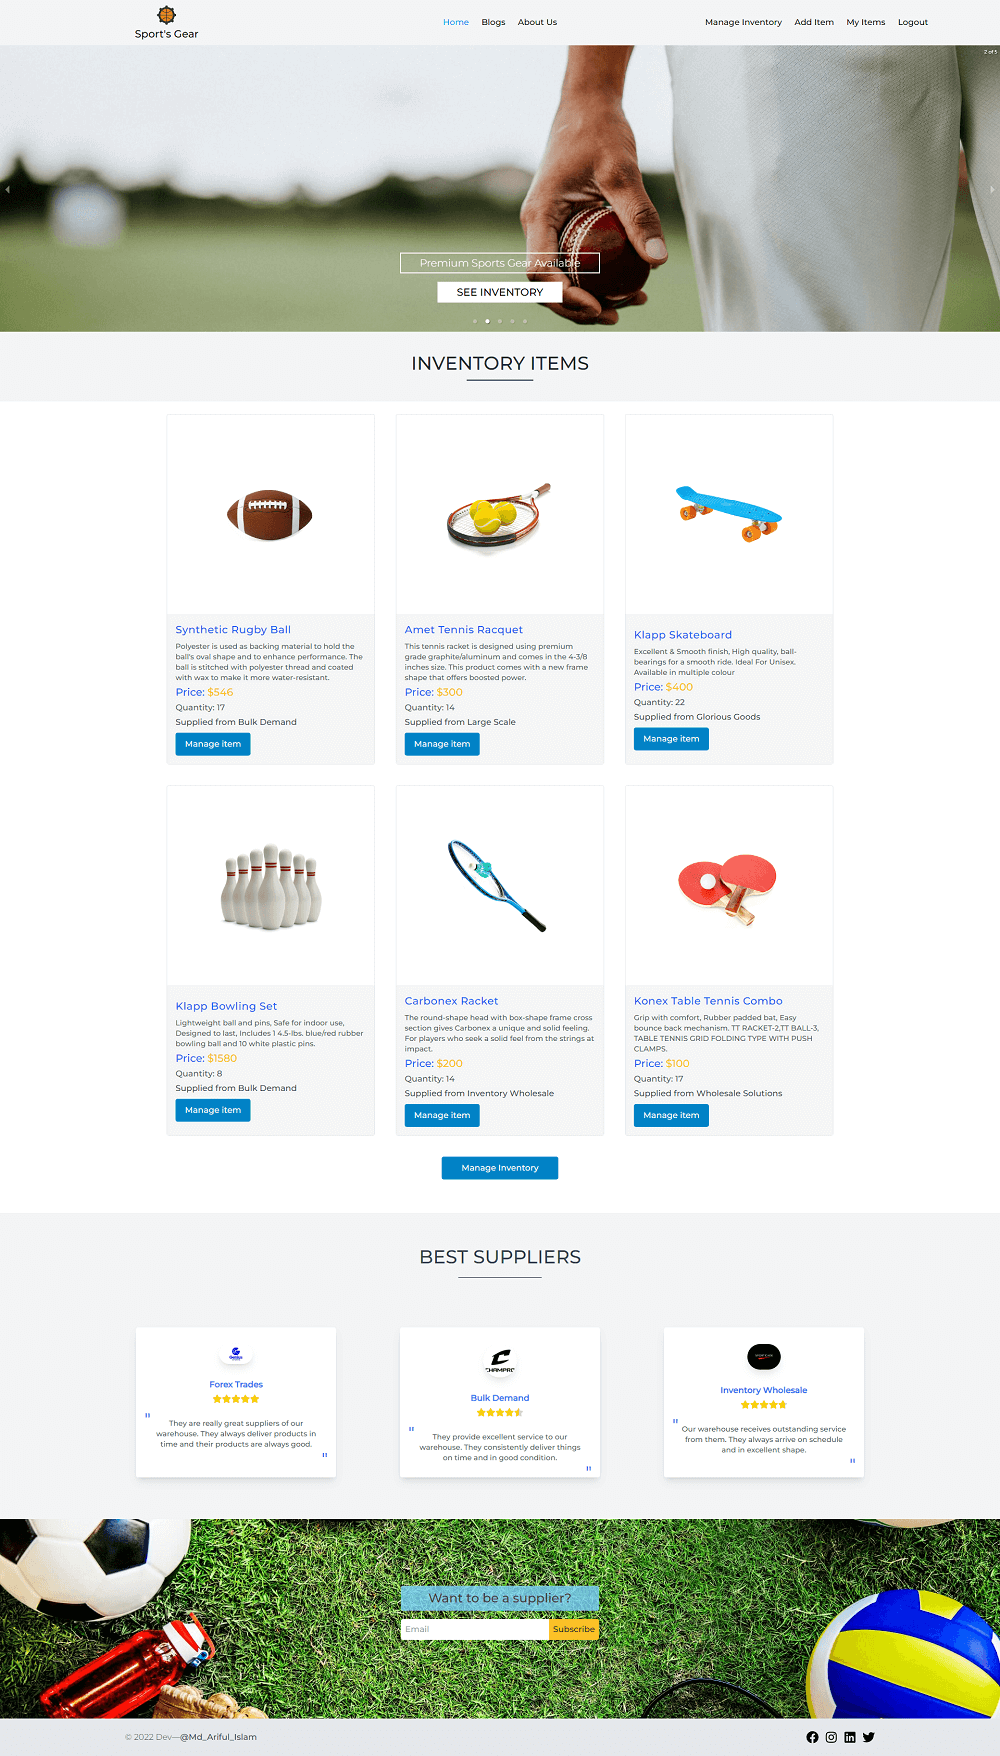 Sport's Gear
Home Blogs About Us
Manage Inventory Add Item My Items Logout
2 of 5
Premium Sports Gear Available
SEE INVENTORY
INVENTORY ITEMS
Synthetic Rugby Ball
Polyester is used as backing material to hold the
ball's oval shape and to enhance performance. The
ball is stitched with polyester thread and coated
with wax to make it more water-resistant.
Price: $546
Quantity: 17
Supplied from Bulk Demand
Manage item
Amet Tennis Racquet
This tennis racket is designed using premium
grade graphite/aluminum and comes in the 4-3/8
inches size. This product comes with a new frame
shape that offers boosted power.
Price: $300
Quantity: 14
Supplied from Large Scale
Manage item
Klapp Skateboard
Excellent & Smooth finish, High quality, ball-
bearings for a smooth ride. Ideal For Unisex.
Available in multiple colour
Price: $400
Quantity: 22
Supplied from Glorious Goods
Manage item
Klapp Bowling Set
Lightweight ball and pins, Safe for indoor use,
Designed to last, Includes 1 4.5-lbs. blue/red rubber
bowling ball and 10 white plastic pins.
Price: $1580
Quantity: 8
Supplied from Bulk Demand
Manage item
Carbonex Racket
The round-shape head with box-shape frame cross
section gives Carbonex a unique and solid feeling.
For players who seek a solid feel from the strings at
impact.
Price: $200
Quantity: 14
Supplied from Inventory Wholesale
Manage item
Konex Table Tennis Combo
Grip with comfort, Rubber padded bat, Easy
bounce back mechanism. TT RACKET-2,TT BALL-3,
TABLE TENNIS GRID FOLDING TYPE WITH PUSH
CLAMPS.
Price: $100
Quantity: 17
Supplied from Wholesale Solutions
Manage item
Manage Inventory
BEST SUPPLIERS
Forex Trades
"
They are really great suppliers of our
warehouse. They always deliver products in
time and their products are always good.
"
CHAMPRO
Bulk Demand
"
They provide excellent service to our
warehouse. They consistently deliver things
on time and in good condition.
"
Inventory Wholesale
"
Our warehouse receives outstanding service
from them. They always arrive on schedule
and in excellent shape.
"
Want to be a supplier?
Email Subscribe
© 2022 Dev—@Md_Ariful_Islam